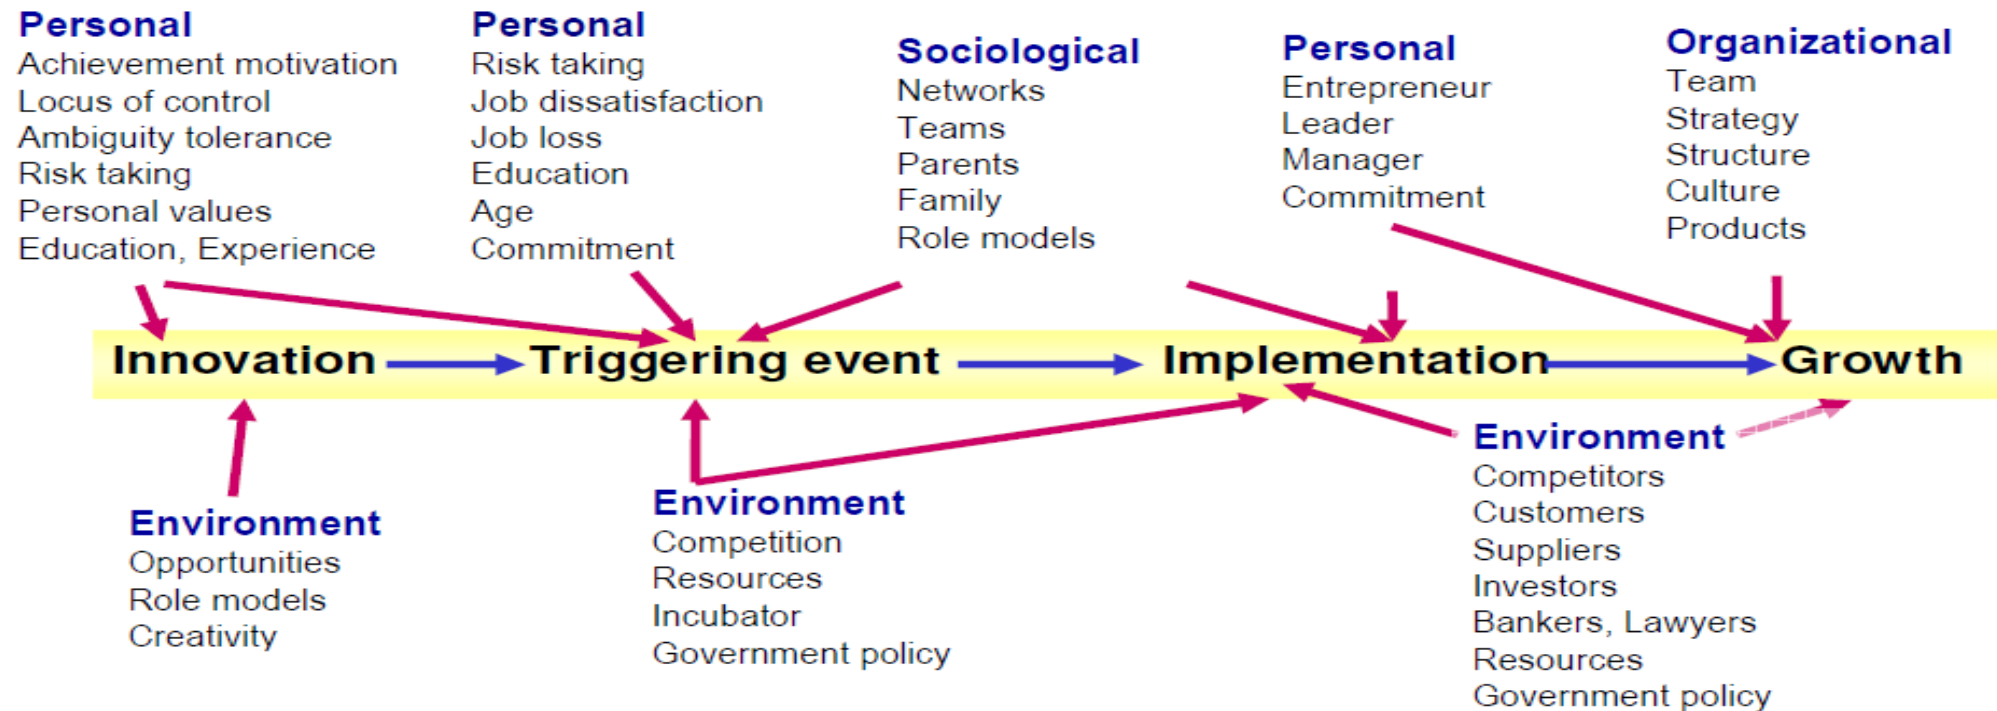 Personal
Achievement motivation
Locus of control
Ambiguity tolerance
Risk taking
Personal values
Education, Experience
Personal
Risk taking
Job dissatisfaction
Job loss
Education
Age
Commitment
Sociological
Networks
Teams
Parents
Family
Role models
Personal
Entrepreneur
Leader
Manager
Commitment
Organizational
Team
Strategy
Structure
Culture
Products
Innovation
Triggering event
Implementation
Growth
Environment
Opportunities
Role models
Creativity
Environment
Competition
Resources
Incubator
Government policy
Environment
Competitors
Customers
Suppliers
Investors
Bankers, Lawyers
Resources
Government policy